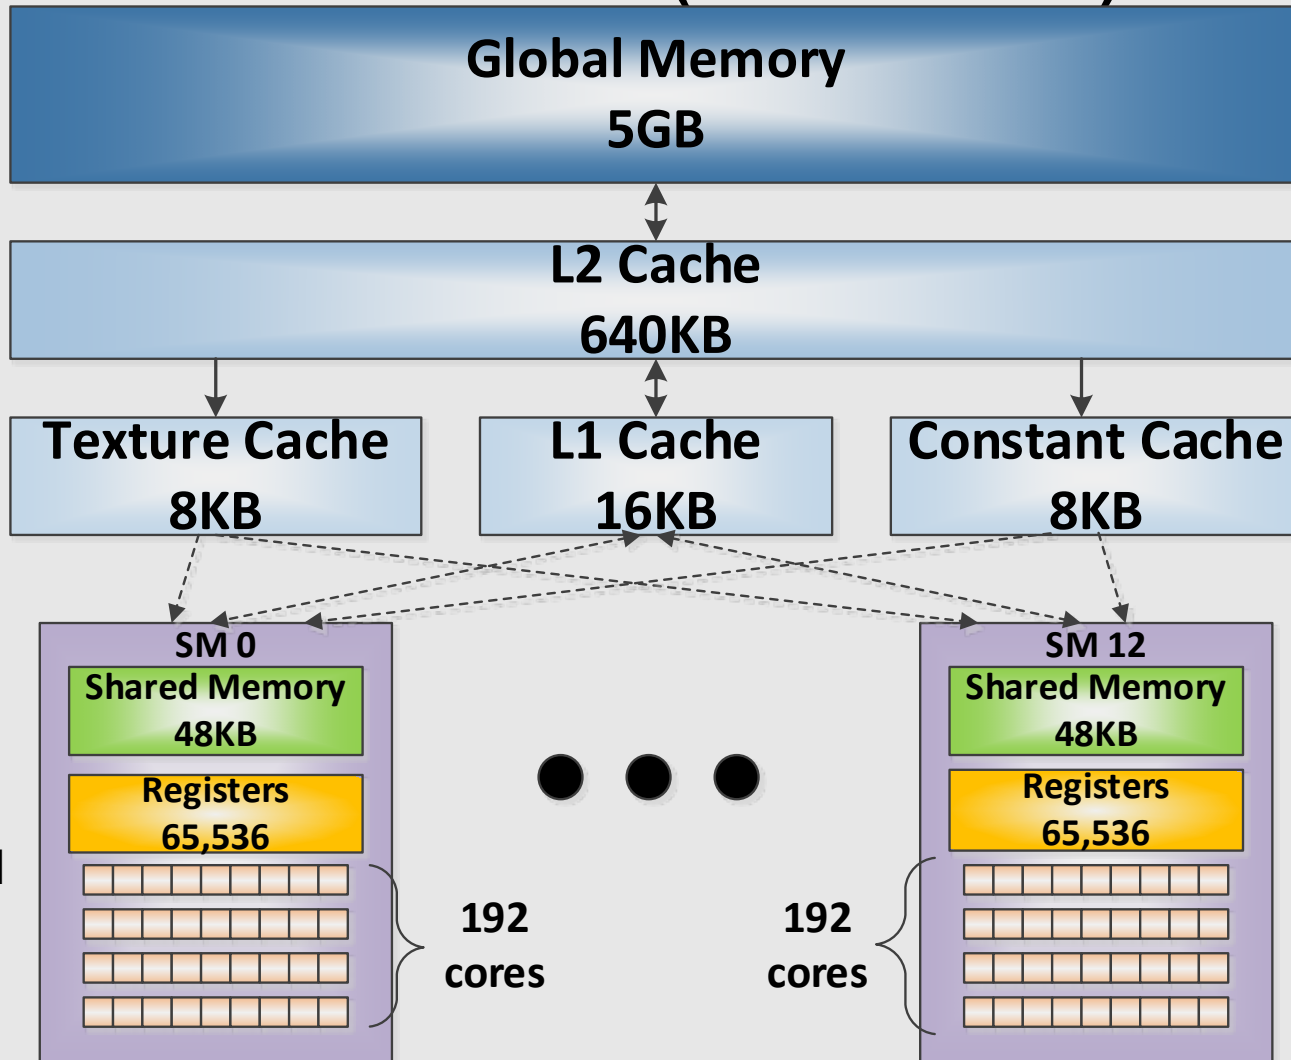 Global Memory
5GB
L2 Cache
640KB
Texture Cache
8KB
L1 Cache
16KB
Constant Cache
8KB
SM 0
Shared Memory
48KB
Registers
65,536
192
cores
SM 12
Shared Memory
48KB
Registers
65,536
192
cores